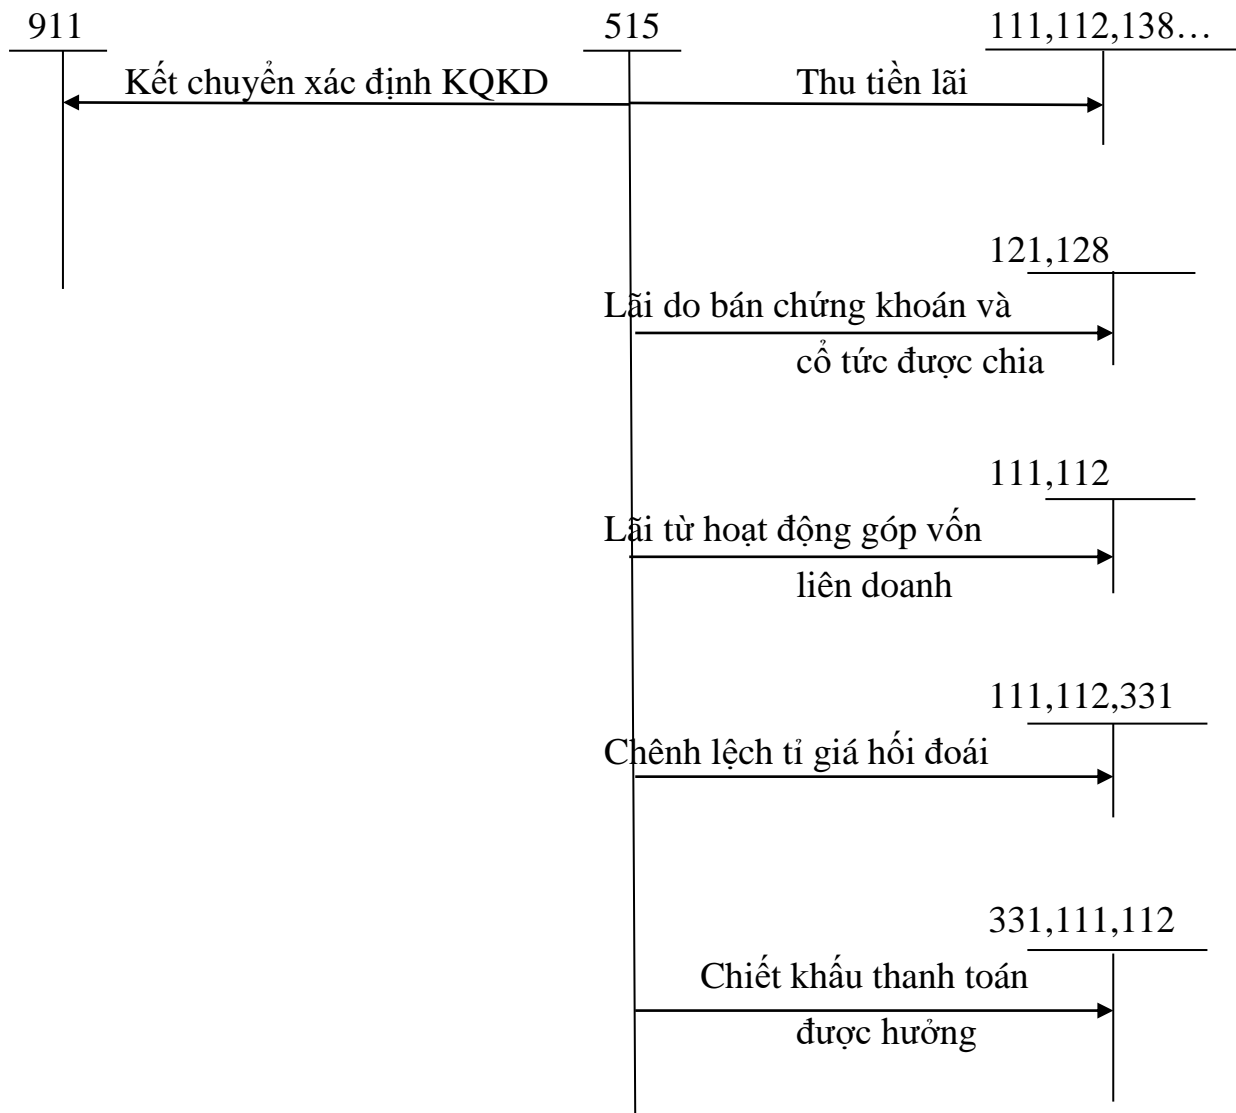 911
515
111,112,138…
Kết chuyển xác định KQKD
Thu tiền lãi
121,128
Lãi do bán chứng khoán và
cổ tức được chia
111,112
Lãi từ hoạt động góp vốn
liên doanh
111,112,331
Chênh lệch tỉ giá hối đoái
331,111,112
Chiết khấu thanh toán
được hưởng